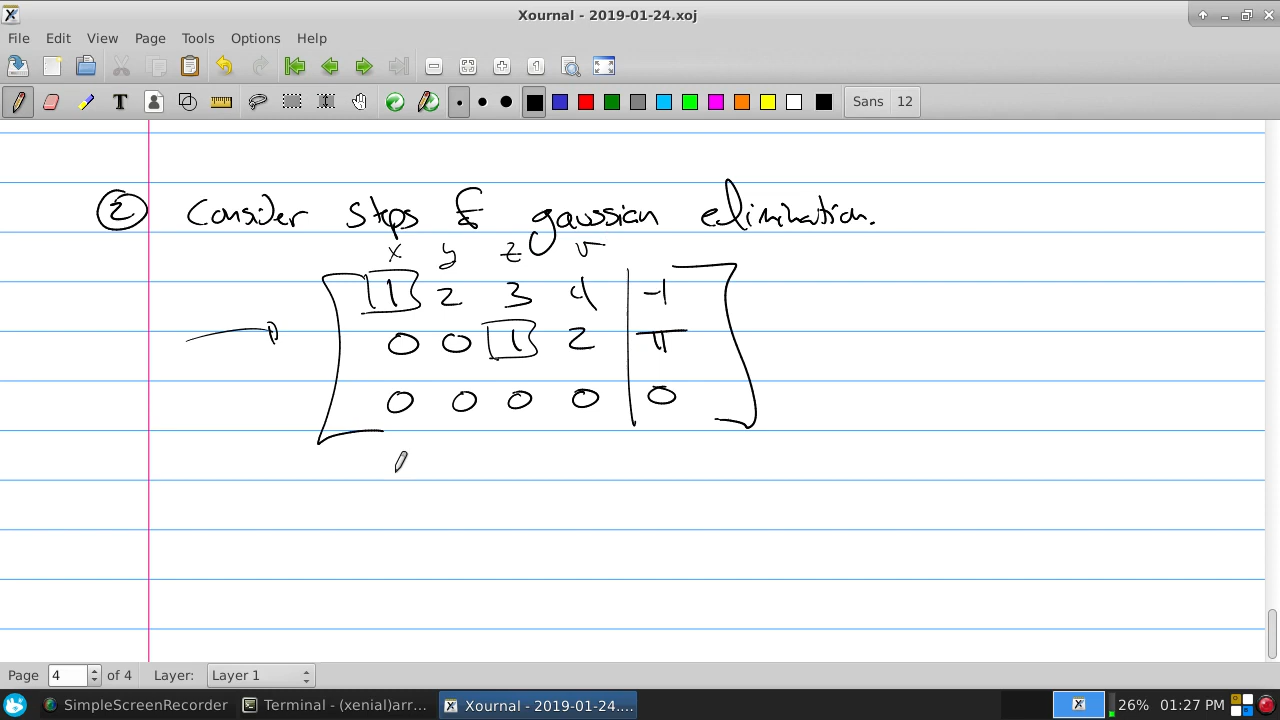 Xournal - 2019-01-24.xoj
File Edit View Page Tools Options Help
Sans 12
② Consider steps of gaussian elimination.
x y z v
1 2 3 4 -1
0 0 1 2 π
0 0 0 0 0
Page 4 of 4 Layer: Layer 1
SimpleScreenRecorder Terminal - (xenial)arr... Xournal - 2019-01-24.... 26% 01:27 PM